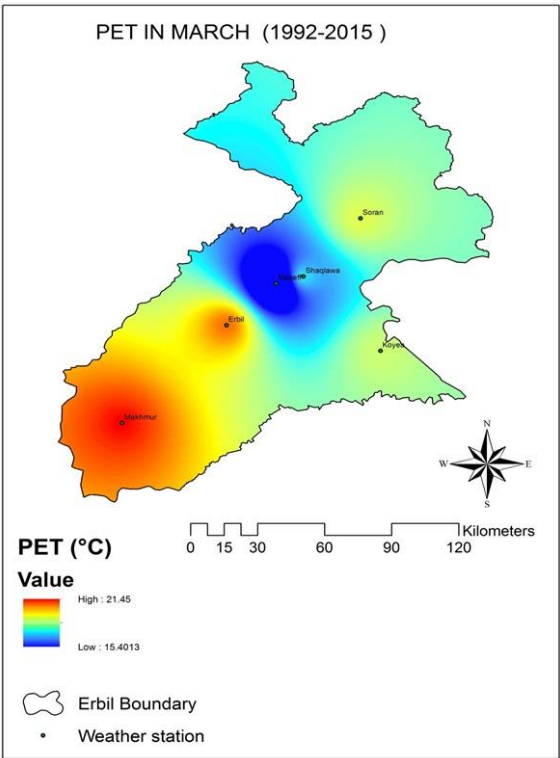 PET IN MARCH (1992-2015 )
Soran
Shaqlawa
Erbil
Koyea
Makhmur
N
W E
S
Kilometers
0 15 30 60 90 120
PET (°C)
Value
High : 21.45
Low : 15.4013
Erbil Boundary
Weather station